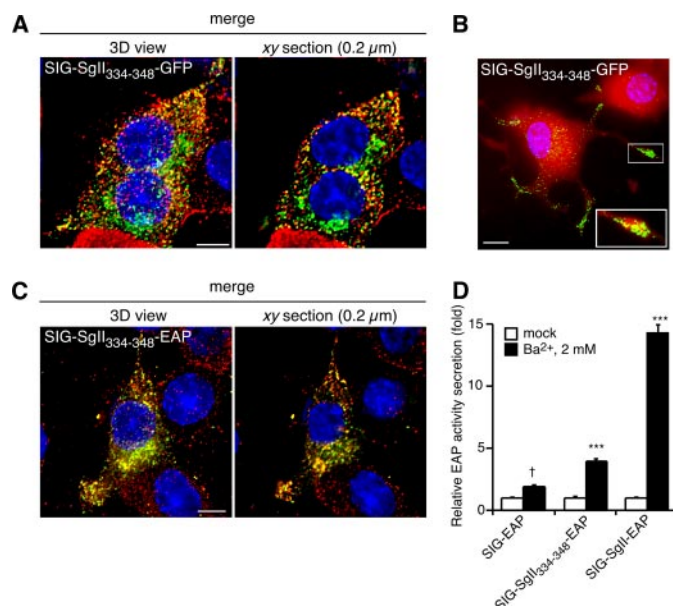 A
merge
3D view
xy section (0.2 µm)
SIG-SgII334-348-GFP
B
SIG-SgII334-348-GFP
C
merge
3D view
xy section (0.2 µm)
SIG-SgII334-348-EAP
D
Relative EAP activity secretion (fold)
15
10
5
0
mock
Ba2+, 2 mM
†
***
***
SIG-EAP
SIG-SgII334-348-EAP
SIG-SgII-EAP